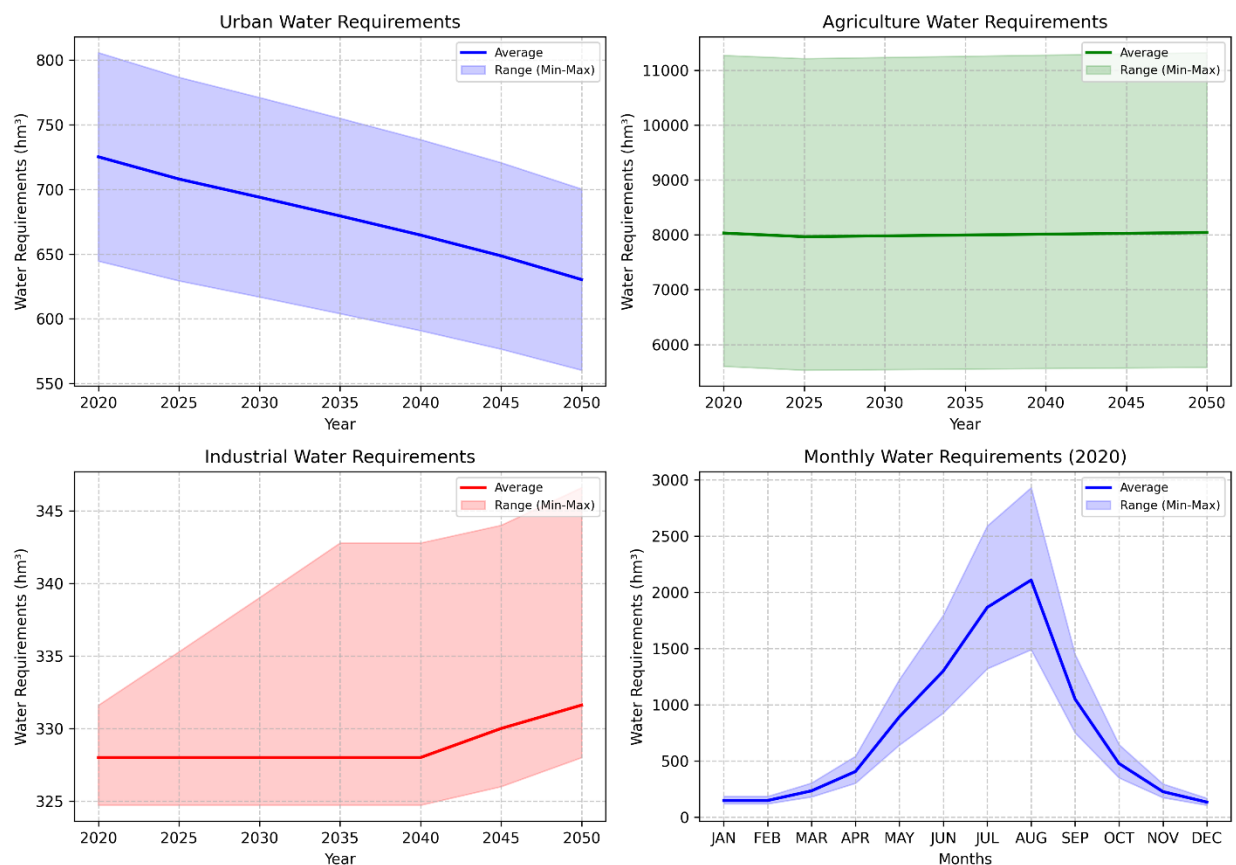 Urban Water Requirements
Water Requirements (hm³)
800
750
700
650
600
550
Average
Range (Min-Max)
2020 2025 2030 2035 2040 2045 2050
Year
Agriculture Water Requirements
Water Requirements (hm³)
11000
10000
9000
8000
7000
6000
Average
Range (Min-Max)
2020 2025 2030 2035 2040 2045 2050
Year
Industrial Water Requirements
Water Requirements (hm³)
345
340
335
330
325
Average
Range (Min-Max)
2020 2025 2030 2035 2040 2045 2050
Year
Monthly Water Requirements (2020)
Water Requirements (hm³)
3000
2500
2000
1500
1000
500
0
Average
Range (Min-Max)
JAN FEB MAR APR MAY JUN JUL AUG SEP OCT NOV DEC
Months